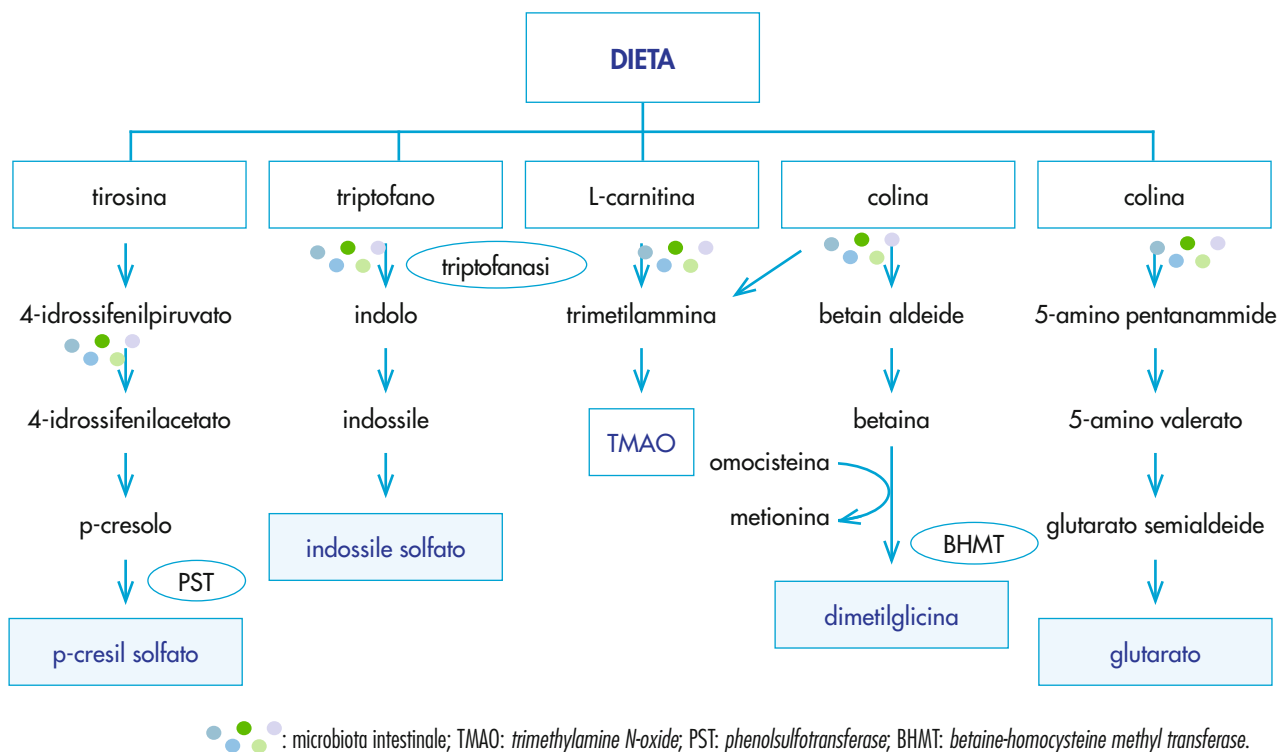 DIETA
tirosina
triptofano
L-carnitina
colina
colina
triptofanasi
4-idrossifenilpiruvato
indolo
trimetilammina
betain aldeide
5-amino pentanammide
4-idrossifenilacetato
indossile
TMAO
betaina
5-amino valerato
omocisteina
metionina
p-cresolo
indossile solfato
BHMT
glutarato semialdeide
PST
p-cresil solfato
dimetilglicina
glutarato
: microbiota intestinale; TMAO: trimethylamine N-oxide; PST: phenolsulfotransferase; BHMT: betaine-homocysteine methyl transferase.